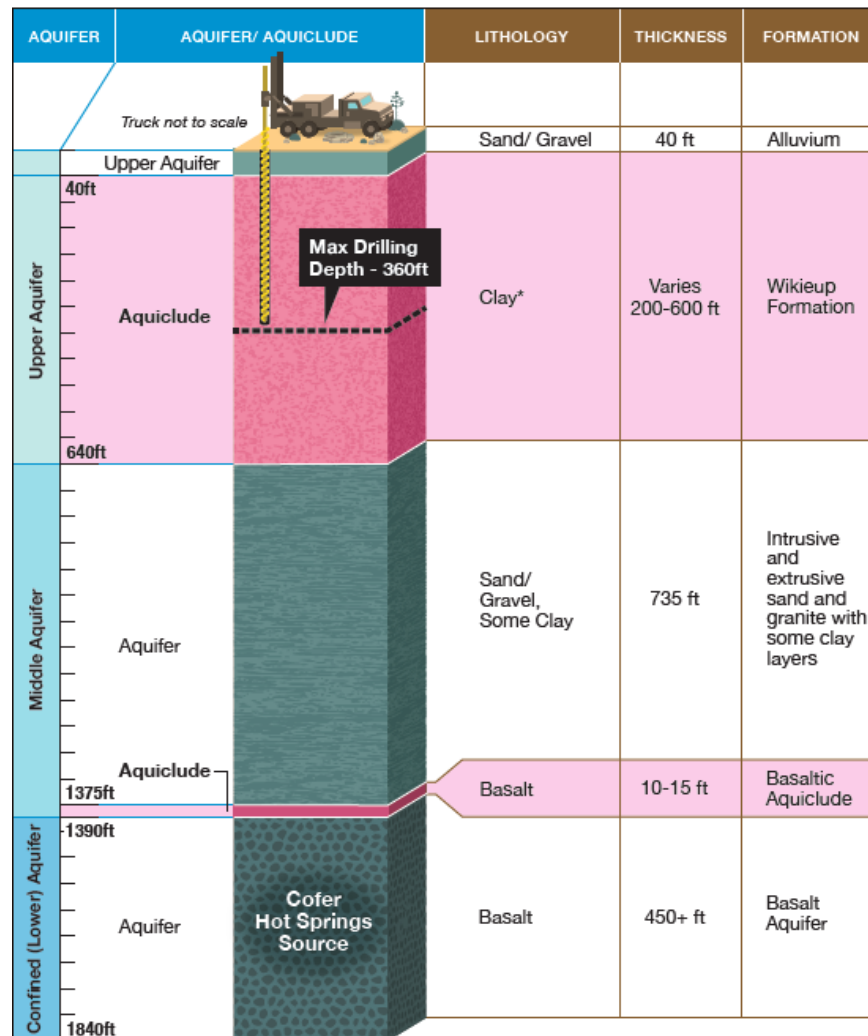 AQUIFER
AQUIFER/ AQUICLUDE
LITHOLOGY
THICKNESS
FORMATION
Truck not to scale
Sand/ Gravel
40 ft
Alluvium
Upper Aquifer
40ft
Max Drilling
Depth - 360ft
Upper Aquifer
Aquiclude
Clay*
Varies
200-600 ft
Wikieup
Formation
640ft
Middle Aquifer
Aquifer
Sand/
Gravel,
Some Clay
735 ft
Intrusive
and
extrusive
sand and
granite with
some clay
layers
Aquiclude
1375ft
Basalt
10-15 ft
Basaltic
Aquiclude
1390ft
Confined (Lower) Aquifer
Aquifer
Cofer
Hot Springs
Source
Basalt
450+ ft
Basalt
Aquifer
1840ft